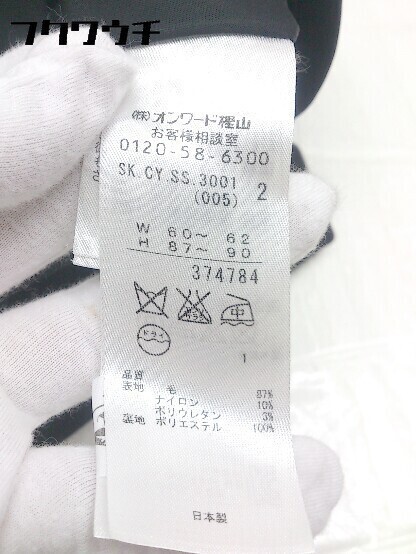 フクウウチ
㈱オンワード樫山
お客様相談室
0120-58-6300
SK.CY.SS.3001 2
(005)
W 60～ 62
H 87～ 90
374784
中
ドライ
1
品質
表地 毛 87%
ナイロン 10%
ポリウレタン 3%
裏地 ポリエステル 100%
日本製